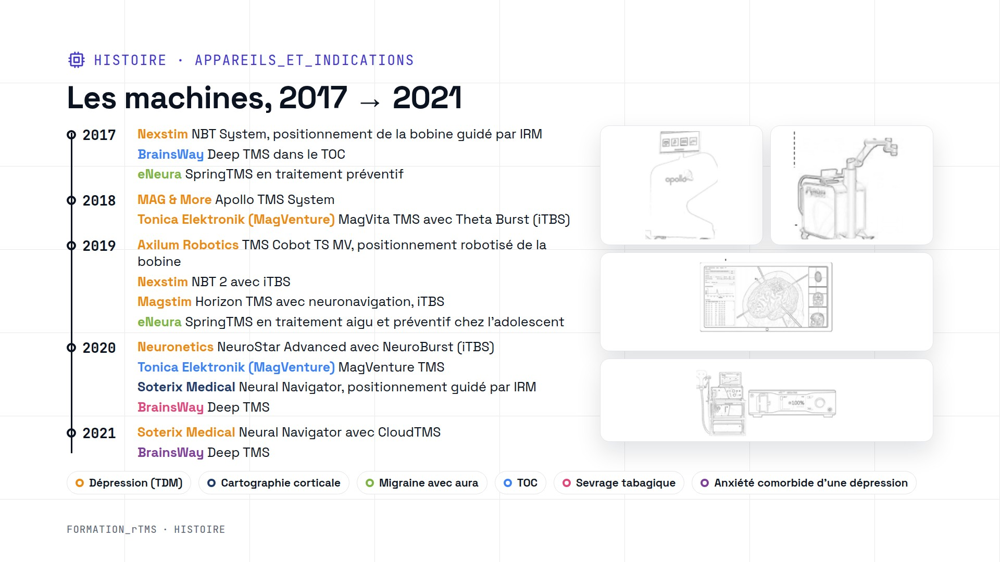 HISTOIRE · APPAREILS_ET_INDICATIONS
Les machines, 2017 → 2021
2017
Nexstim NBT System, positionnement de la bobine guidé par IRM
BrainsWay Deep TMS dans le TOC
eNeura SpringTMS en traitement préventif
2018
MAG & More Apollo TMS System
Tonica Elektronik (MagVenture) MagVita TMS avec Theta Burst (iTBS)
2019
Axilum Robotics TMS Cobot TS MV, positionnement robotisé de la
bobine
Nexstim NBT 2 avec iTBS
Magstim Horizon TMS avec neuronavigation, iTBS
eNeura SpringTMS en traitement aigu et préventif chez l'adolescent
2020
Neuronetics NeuroStar Advanced avec NeuroBurst (iTBS)
Tonica Elektronik (MagVenture) MagVenture TMS
Soterix Medical Neural Navigator, positionnement guidé par IRM
BrainsWay Deep TMS
2021
Soterix Medical Neural Navigator avec CloudTMS
BrainsWay Deep TMS
apollo
100%
Dépression (TDM)
Cartographie corticale
Migraine avec aura
TOC
Sevrage tabagique
Anxiété comorbide d'une dépression
FORMATION_rTMS · HISTOIRE